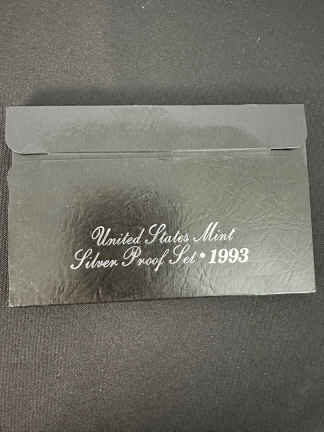 United States Mint
Silver Proof Set • 1993